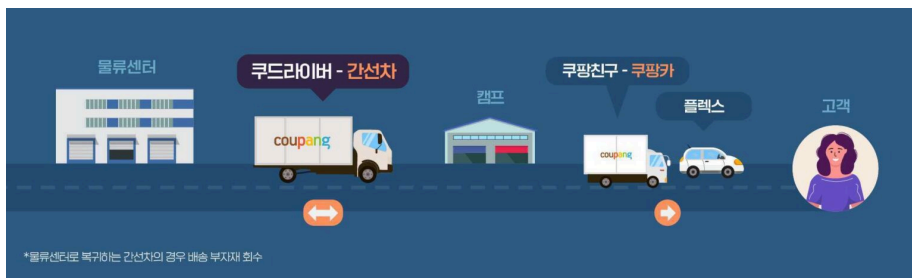 물류센터
쿠드라이버 - 간선차
coupang
캠프
쿠팡친구 - 쿠팡카
플렉스
coupang
고객
*물류센터로 복귀하는 간선차의 경우 배송 부자재 회수